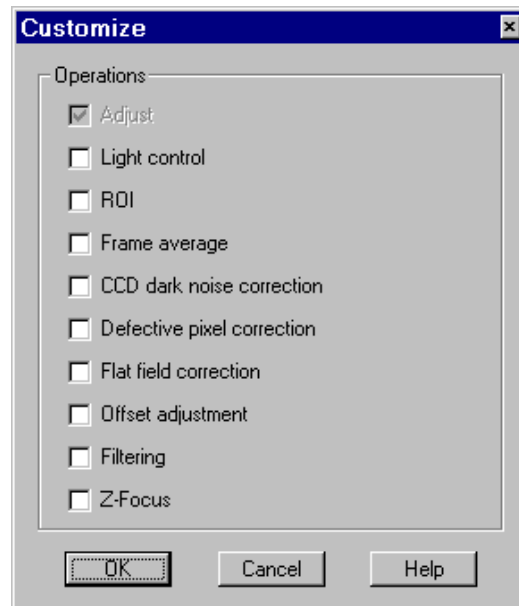 Customize
Operations
Adjust
Light control
ROI
Frame average
CCD dark noise correction
Defective pixel correction
Flat field correction
Offset adjustment
Filtering
Z-Focus
OK
Cancel
Help